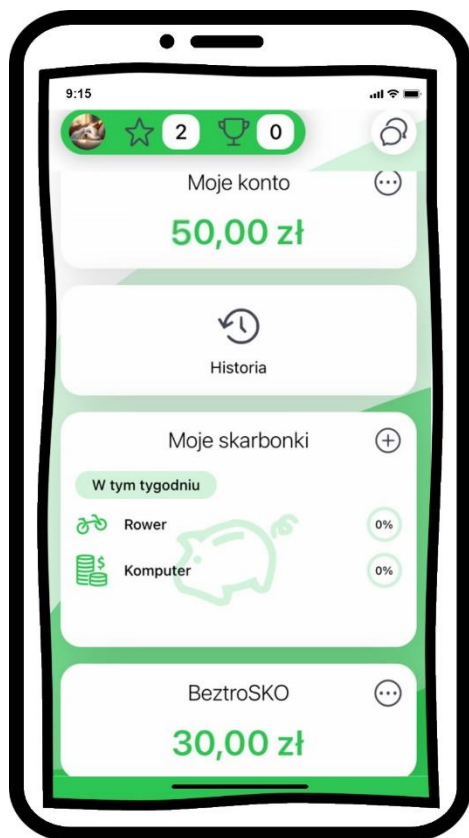 9:15
2 0
Moje konto
50,00 zł
Historia
Moje skarbonki
W tym tygodniu
Rower 0%
Komputer 0%
BeztroSKO
30,00 zł